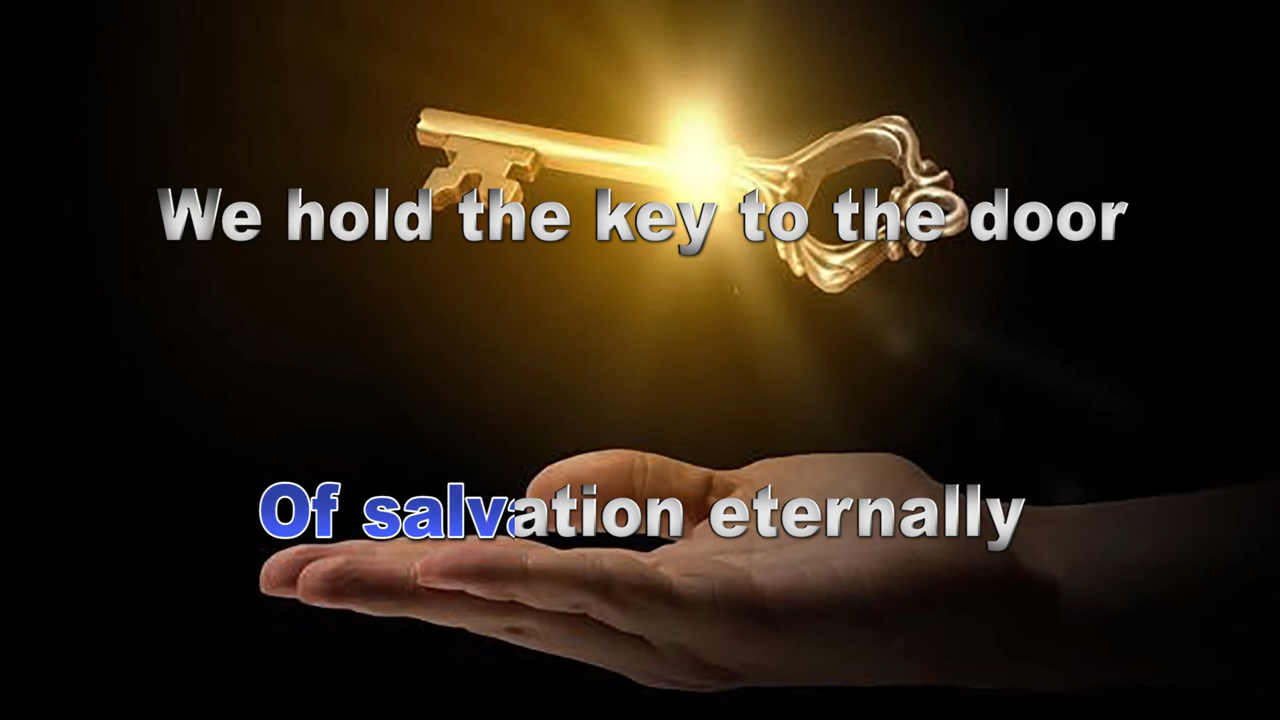 We hold the key to the door
Of salvation eternally